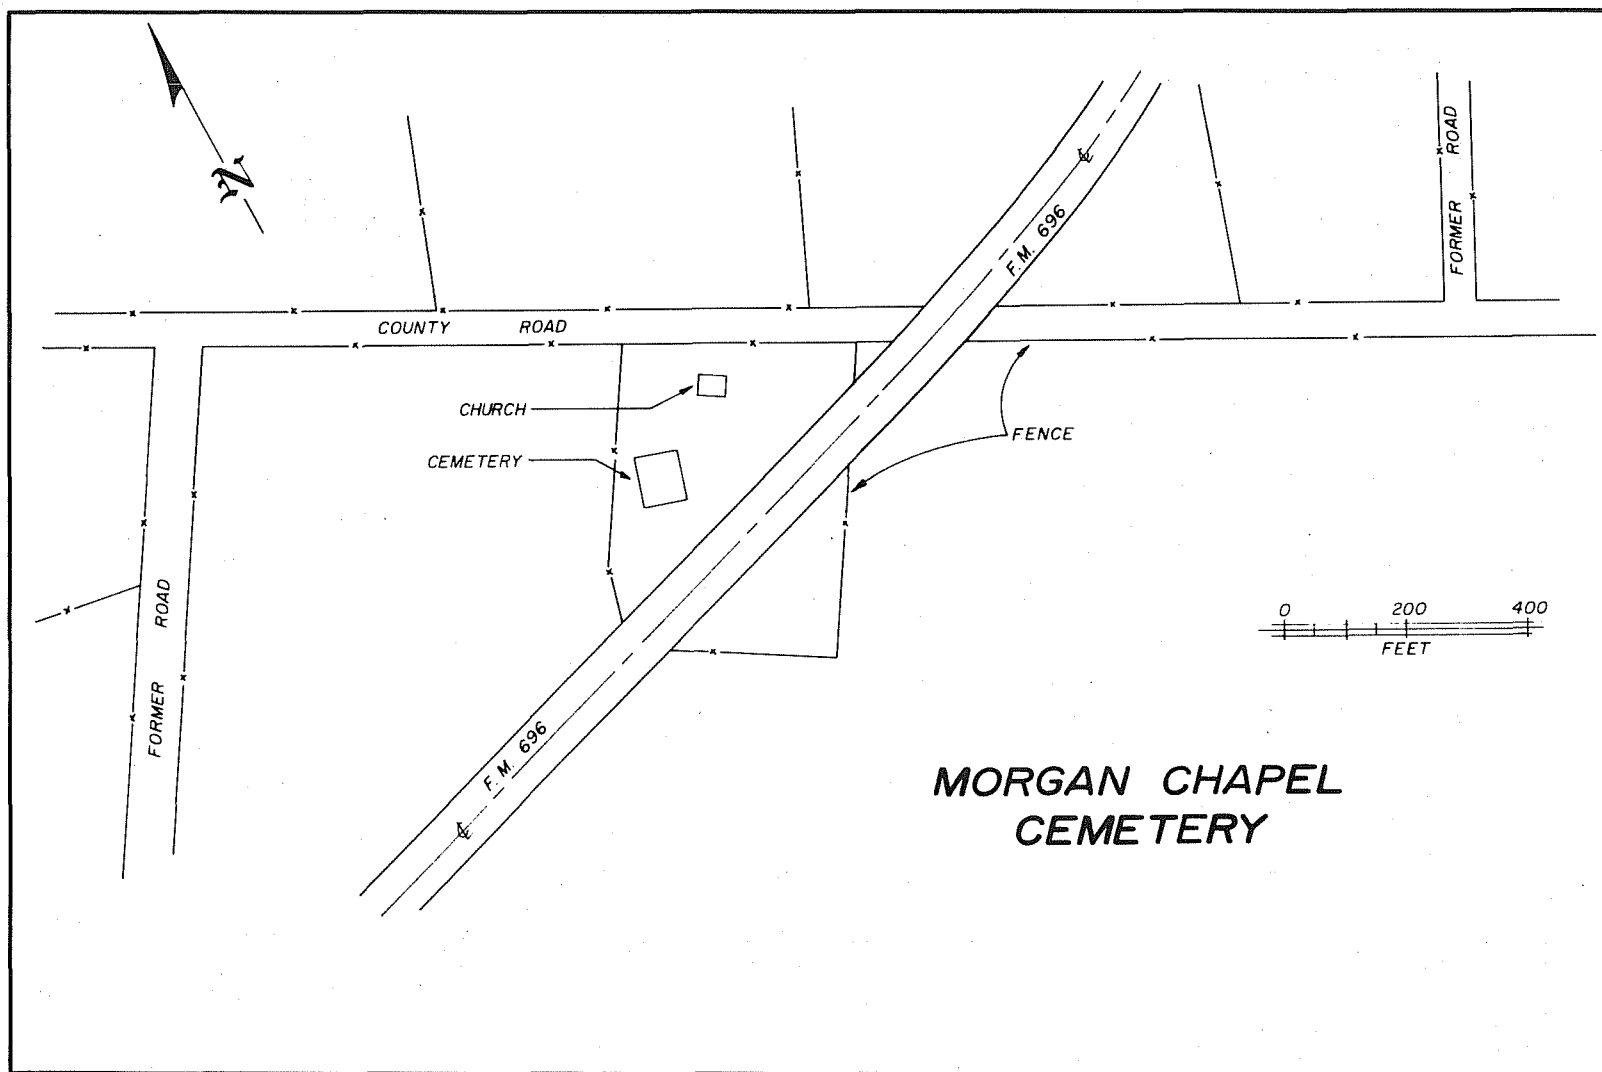 N
FORMER ROAD
F.M. 696
COUNTY ROAD
CHURCH
CEMETERY
FENCE
FORMER ROAD
0 200 400
FEET
F.M. 696
MORGAN CHAPEL
CEMETERY